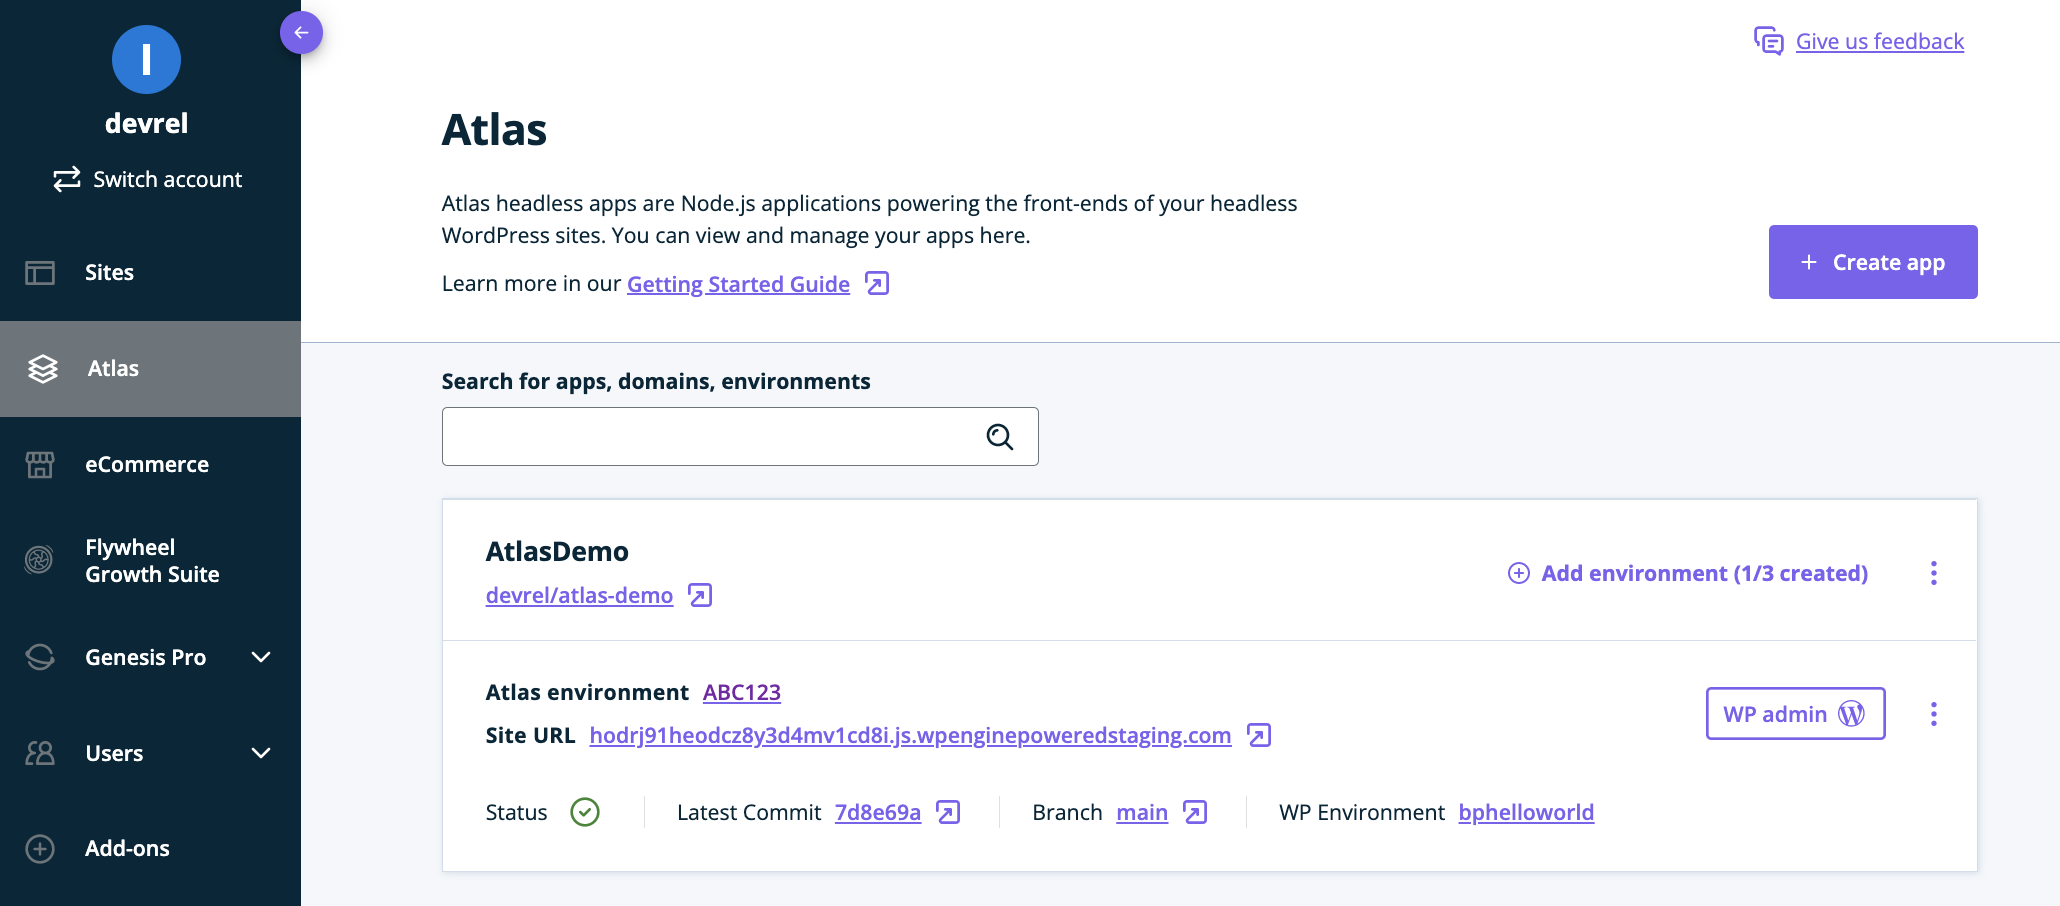 I
devrel
Switch account
Sites
Atlas
eCommerce
Flywheel
Growth Suite
Genesis Pro
Users
Add-ons
Give us feedback
Atlas
Atlas headless apps are Node.js applications powering the front-ends of your headless
WordPress sites. You can view and manage your apps here.
Learn more in our Getting Started Guide
+ Create app
Search for apps, domains, environments
AtlasDemo
devrel/atlas-demo
Add environment (1/3 created)
Atlas environment ABC123
Site URL hodrj91heodcz8y3d4mv1cd8i.js.wpenginepoweredstaging.com
WP admin
Status Latest Commit 7d8e69a Branch main WP Environment bphelloworld